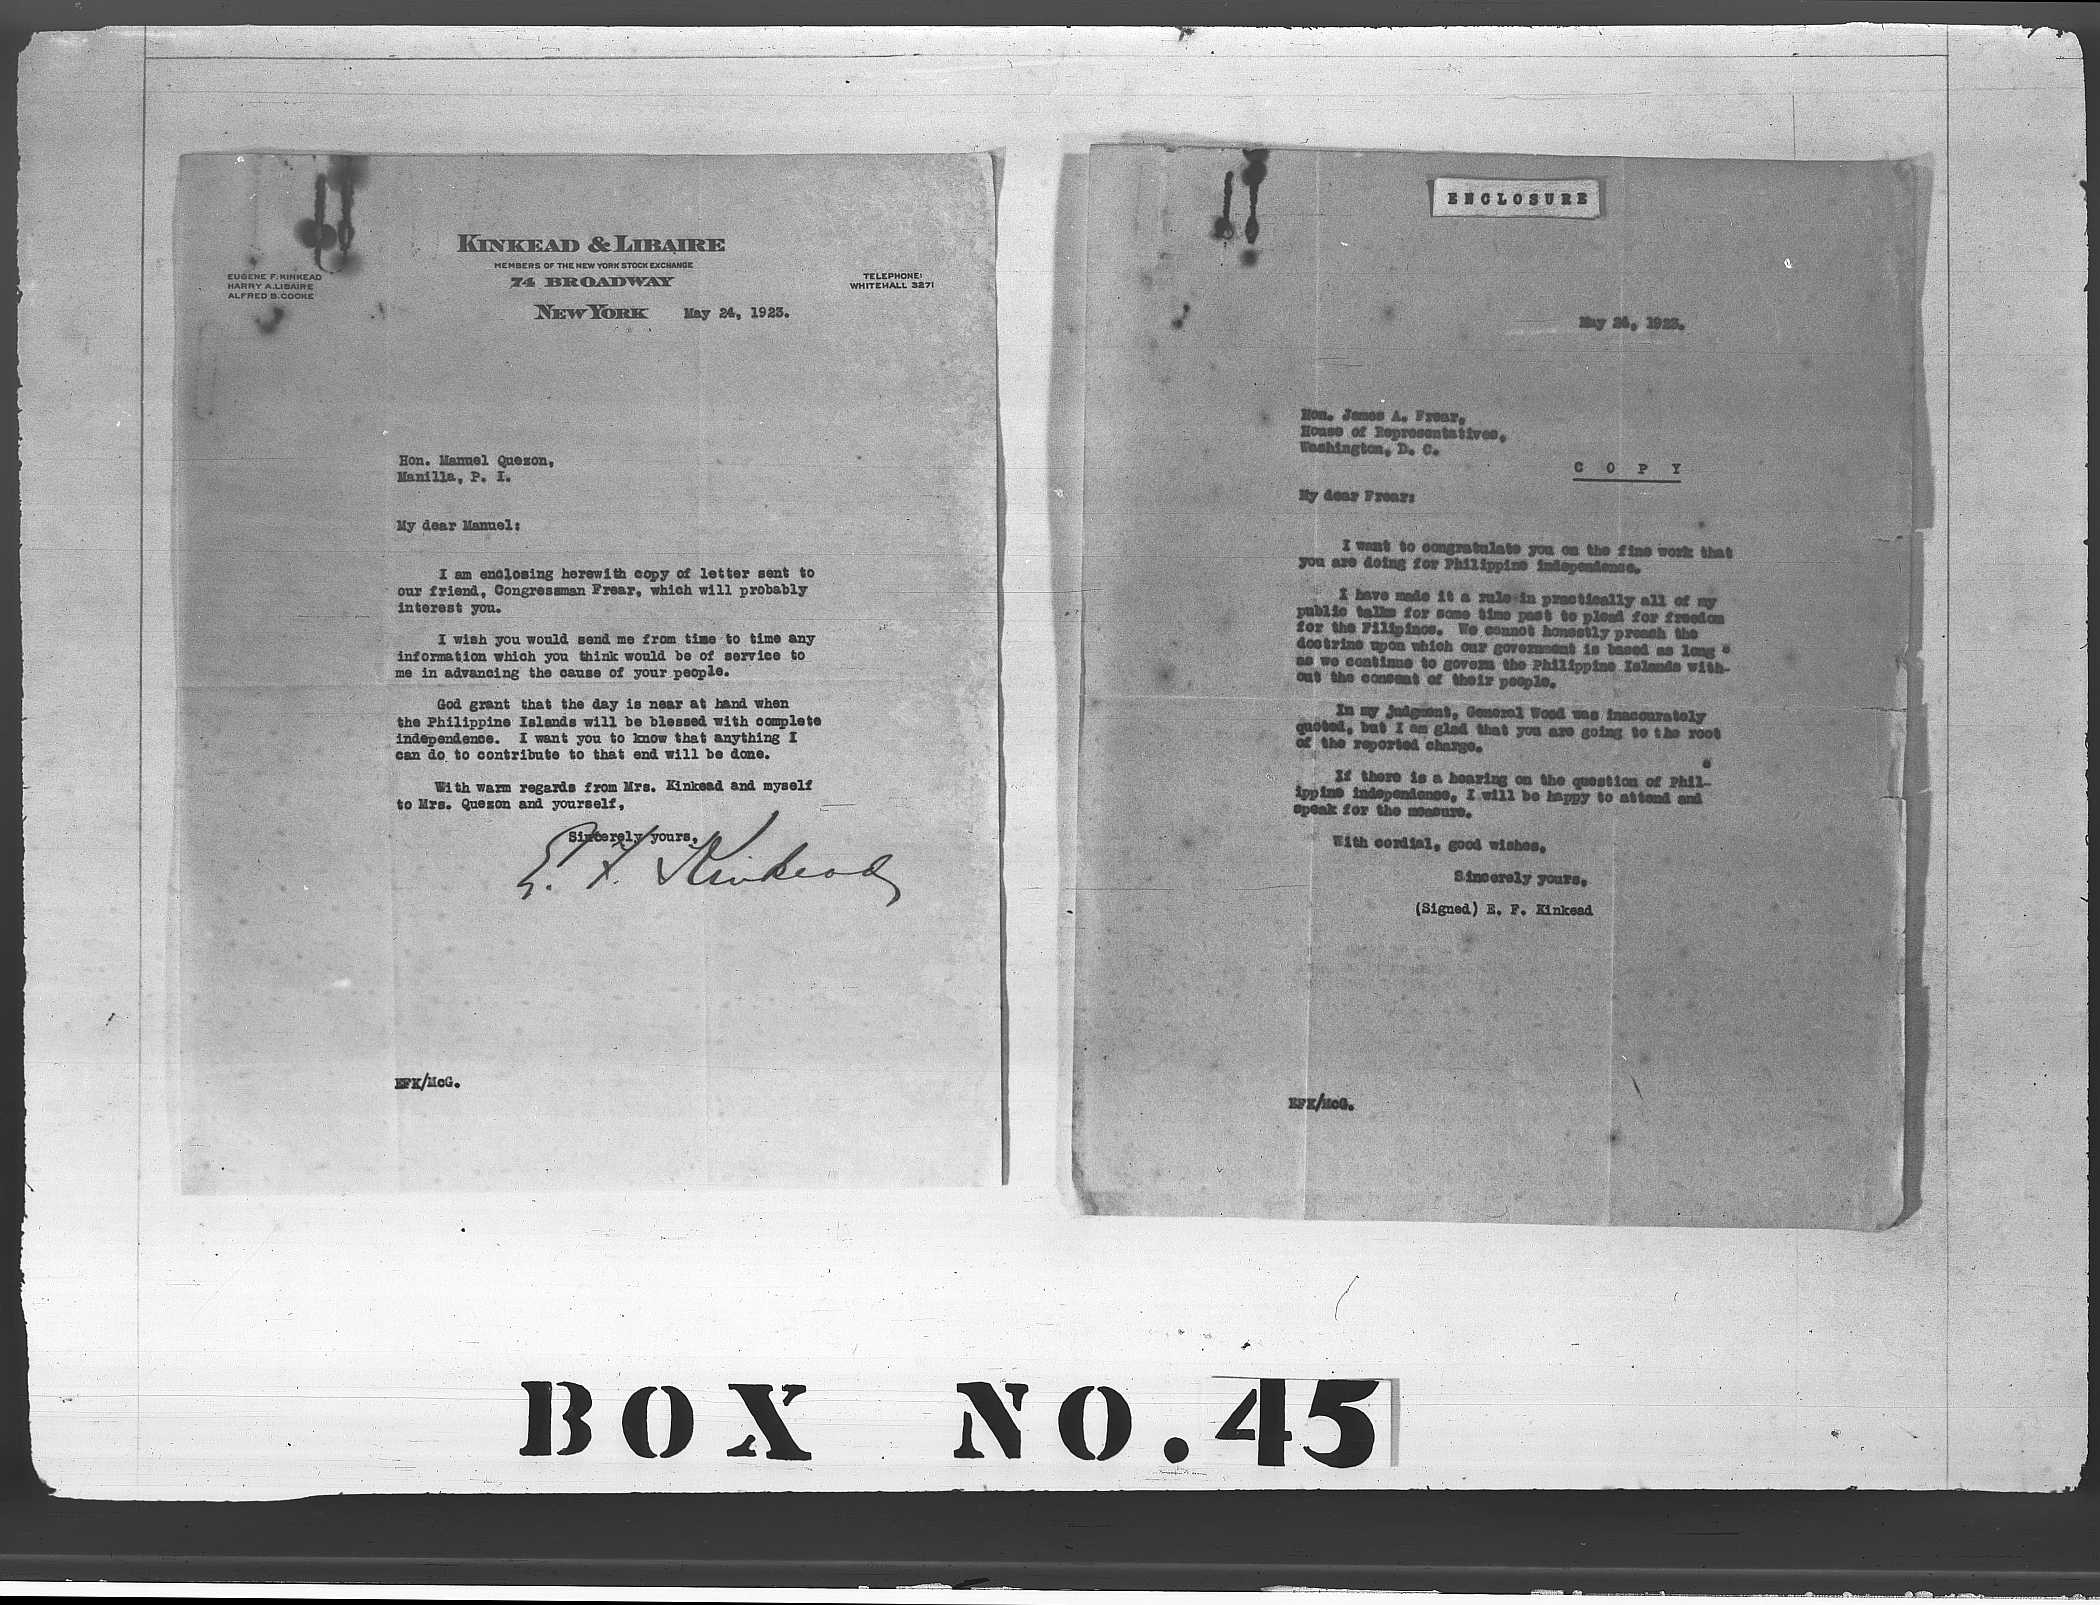 KINKEAD & LIBAIRE
MEMBERS OF THE NEW YORK STOCK EXCHANGE
74 BROADWAY
NEW YORK May 24, 1923.
EUGENE F. KINKEAD
HARRY A. LIBAIRE
ALFRED B. COOKE
TELEPHONE:
WHITEHALL 3271
Hon. Manuel Quezon,
Manilla, P. I.
My dear Manuel:
I am enclosing herewith copy of letter sent to
our friend, Congressman Frear, which will probably
interest you.
I wish you would send me from time to time any
information which you think would be of service to
me in advancing the cause of your people.
God grant that the day is near at hand when
the Philippine Islands will be blessed with complete
independence. I want you to know that anything I
can do to contribute to that end will be done.
With warm regards from Mrs. Kinkead and myself
to Mrs. Quezon and yourself,
Sincerely yours,
E. F. Kinkead
EFK/McG.
ENCLOSURE
May 24, 1923.
Hon. James A. Frear,
House of Representatives,
Washington, D. C.
C O P Y
My dear Frear:
I want to congratulate you on the fine work that
you are doing for Philippine independence.
I have made it a rule in practically all of my
public talks for some time past to plead for freedom
for the Filipinos. We cannot honestly preach the
doctrine upon which our government is based as long
as we continue to govern the Philippine Islands with-
out the consent of their people.
In my judgment, General Wood was inaccurately
quoted, but I am glad that you are going to the root
of the reported charge.
If there is a hearing on the question of Phil-
ippine independence, I will be happy to attend and
speak for the measure.
With cordial, good wishes,
Sincerely yours,
(Signed) E. F. Kinkead
EFK/McG.
BOX NO. 45